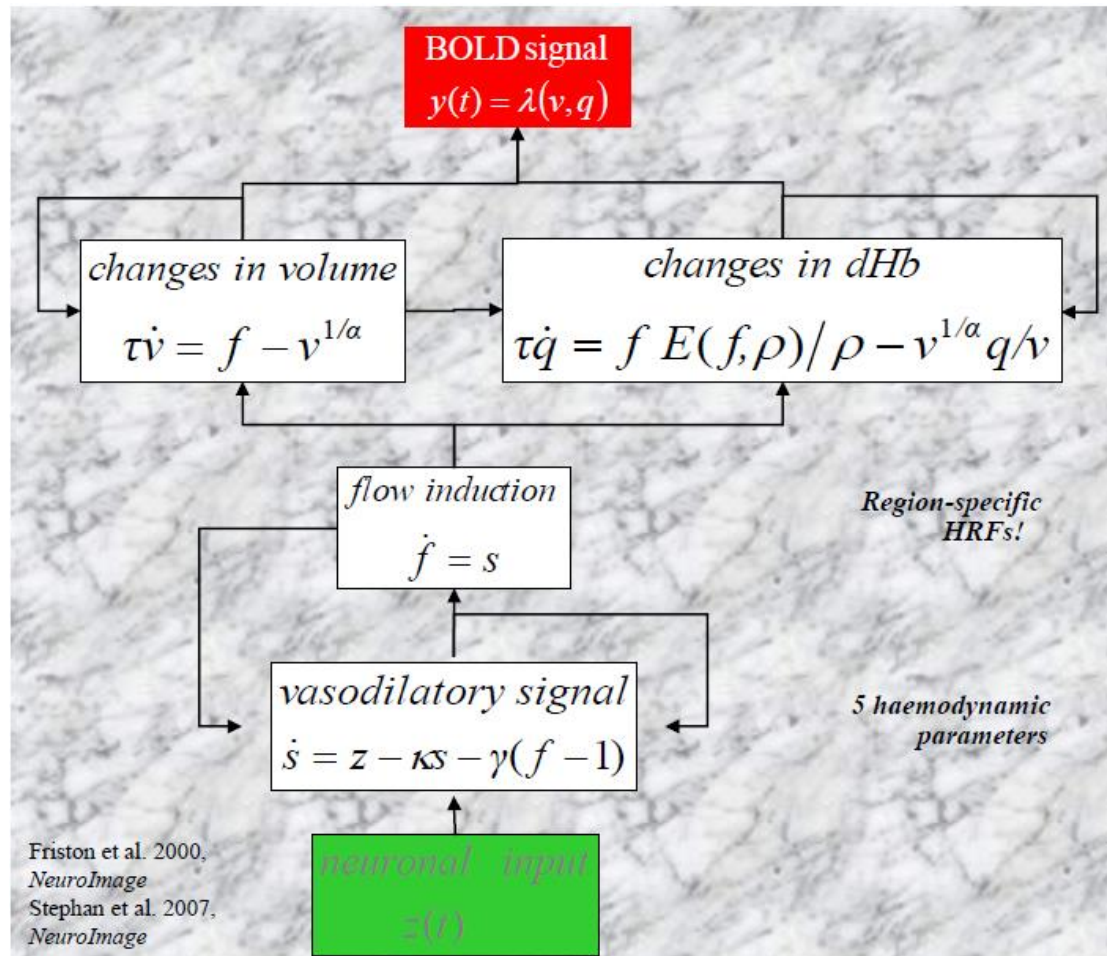 BOLD signal
y(t) = λ(v, q)
changes in volume
τv̇ = f − v^{1/α}
changes in dHb
τq̇ = f E(f,ρ)/ρ − v^{1/α} q/v
flow induction
ḟ = s
Region-specific
HRFs!
vasodilatory signal
ṡ = z − κs − γ(f − 1)
5 haemodynamic
parameters
neuronal input
z(t)
Friston et al. 2000,
NeuroImage
Stephan et al. 2007,
NeuroImage